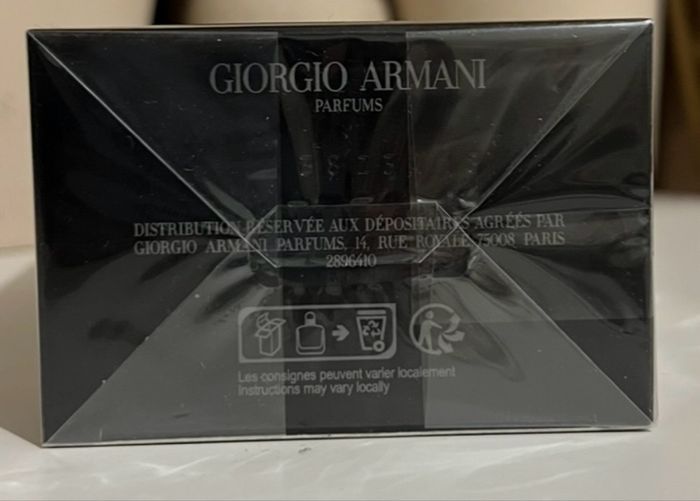 GIORGIO ARMANI
PARFUMS
DISTRIBUTION RÉSERVÉE AUX DÉPOSITAIRES AGRÉÉS PAR
GIORGIO ARMANI PARFUMS, 14, RUE ROYALE 75008 PARIS
2896410
Les consignes peuvent varier localement
Instructions may vary locally